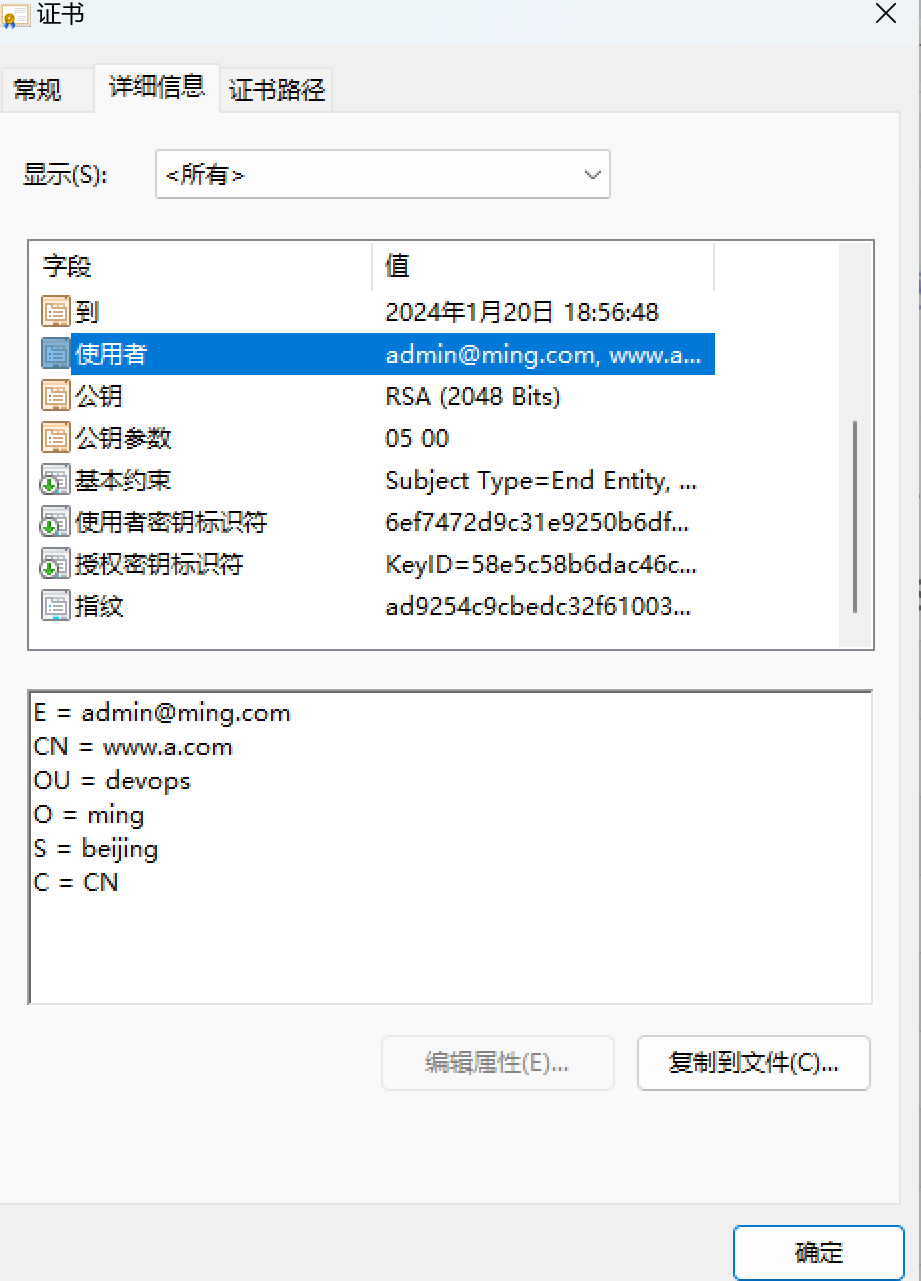 证书
常规 详细信息 证书路径
显示(S): <所有>
字段 值
到 2024年1月20日 18:56:48
使用者 admin@ming.com, www.a...
公钥 RSA (2048 Bits)
公钥参数 05 00
基本约束 Subject Type=End Entity, ...
使用者密钥标识符 6ef7472d9c31e9250b6df...
授权密钥标识符 KeyID=58e5c58b6dac46c...
指纹 ad9254c9cbedc32f61003...
E = admin@ming.com
CN = www.a.com
OU = devops
O = ming
S = beijing
C = CN
编辑属性(E)... 复制到文件(C)...
确定